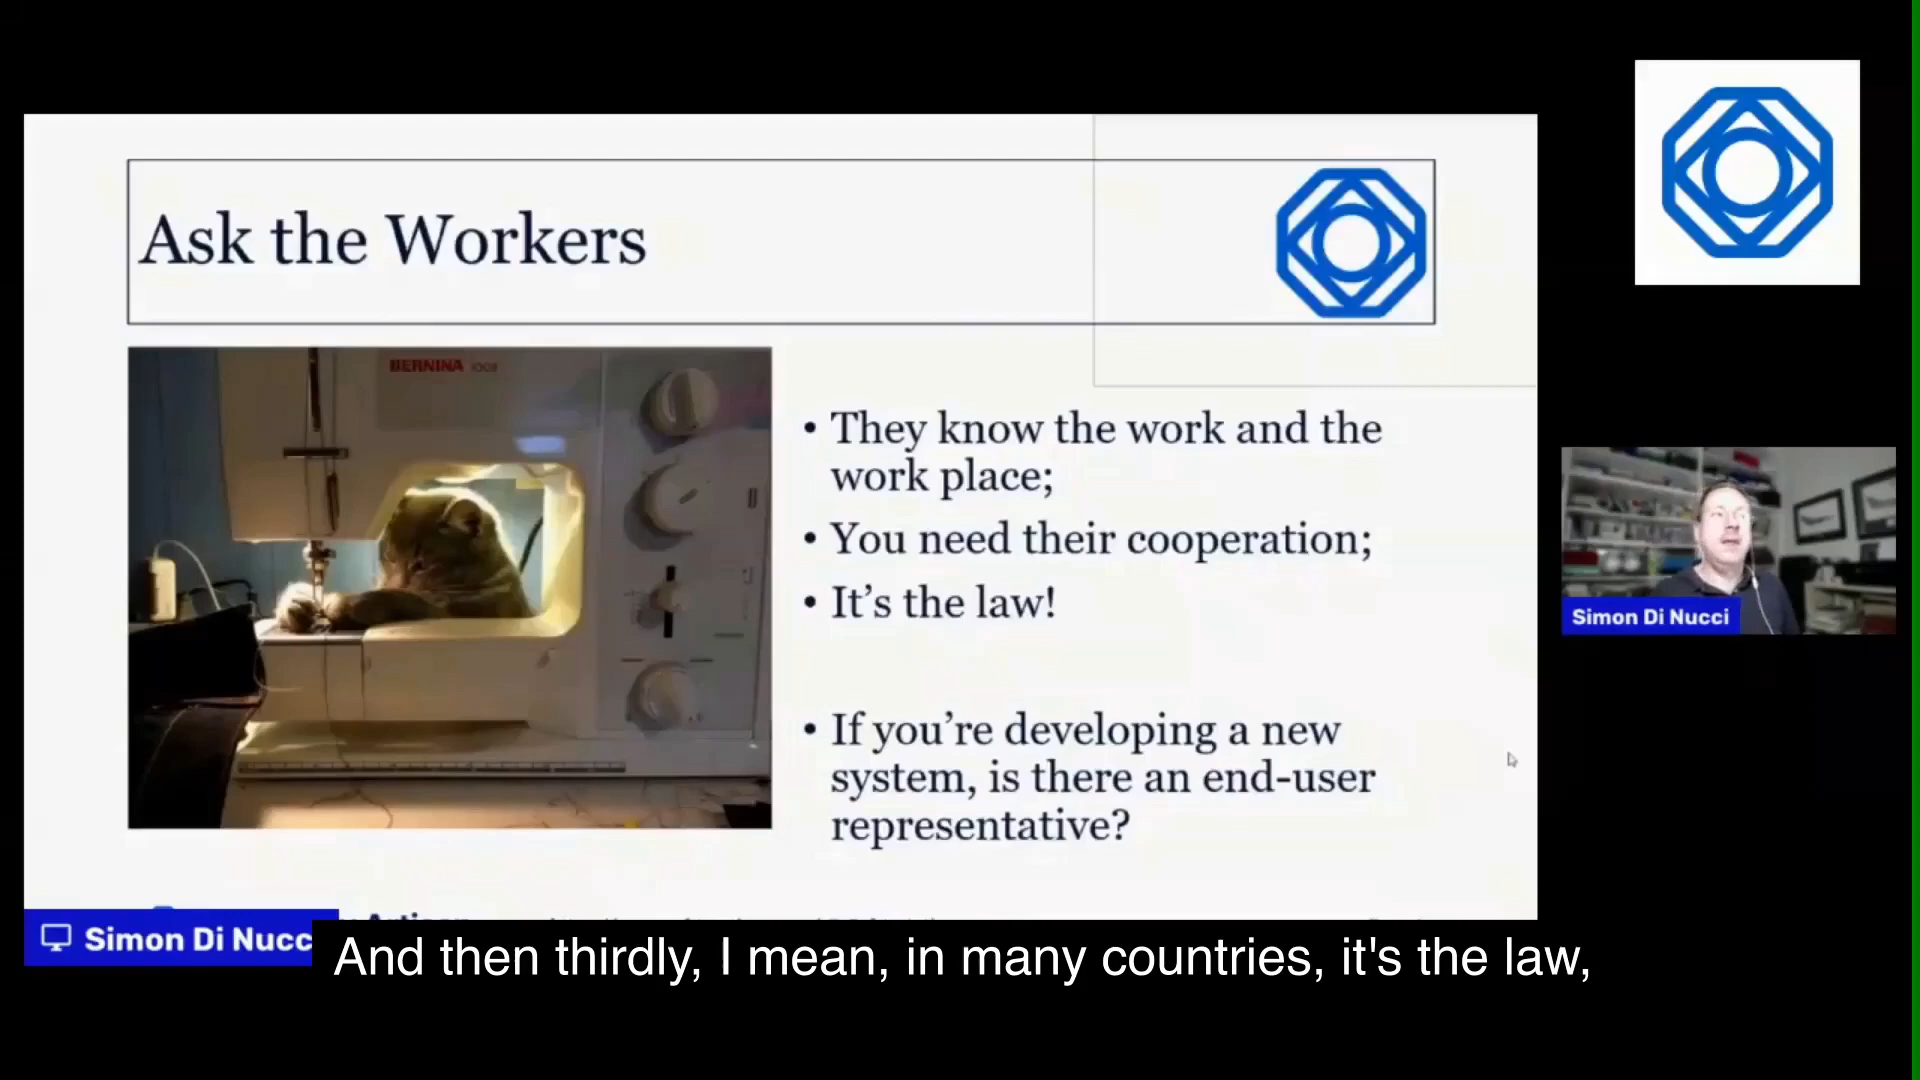 Ask the Workers
BERNINA 1008
• They know the work and the
work place;
• You need their cooperation;
• It's the law!
• If you're developing a new
system, is there an end-user
representative?
Simon Di Nucci
Simon Di Nucc
And then thirdly, I mean, in many countries, it's the law,